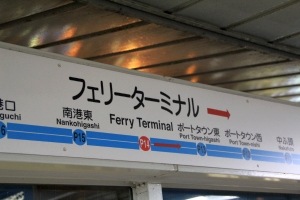 フェリーターミナル
Ferry Terminal
港口
南港東
Nankohigashi
ポートタウン東
Port Town-higashi
ポートタウン西
Port Town-nishi
中ふ頭
P15
P14